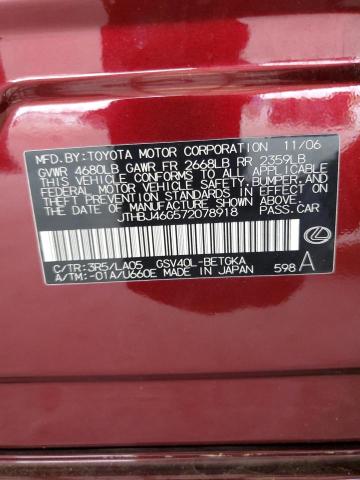 MFD.BY:TOYOTA MOTOR CORPORATION 11/06
GVWR 4680LB GAWR FR 2668LB RR 2359LB
THIS VEHICLE CONFORMS TO ALL APPLICABLE
FEDERAL MOTOR VEHICLE SAFETY,
BUMPER, AND THEFT PREVENTION STANDARDS
IN EFFECT ON THE DATE OF MANUFACTURE SHOWN ABOVE.
JTHBJ46G572078918 PASS.CAR
C/TR:3R5/LA05 GSV40L-BETGKA
A/TM:-01A/U660E MADE IN JAPAN 598 A